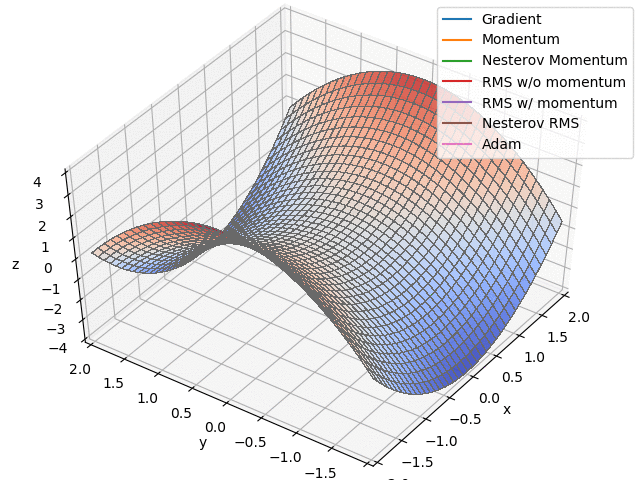 Gradient
Momentum
Nesterov Momentum
RMS w/o momentum
RMS w/ momentum
Nesterov RMS
Adam
4
3
2
1
0
−1
−2
−3
−4
z
2.0
1.5
1.0
0.5
0.0
−0.5
−1.0
−1.5
y
2.0
1.5
1.0
0.5
0.0
−0.5
−1.0
−1.5
x